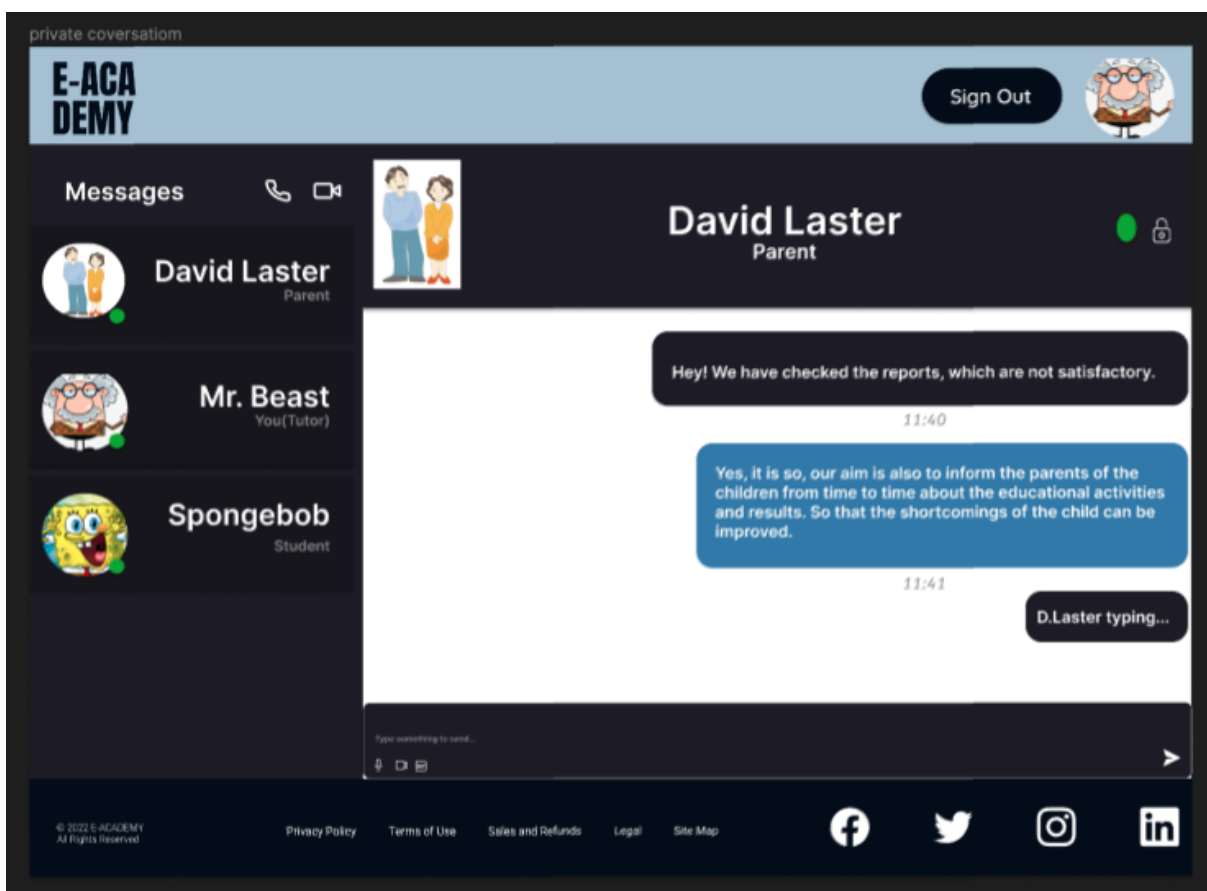 private coversatiom
E-ACA
DEMY
Sign Out
Messages
David Laster
Parent
Mr. Beast
You(Tutor)
Spongebob
Student
David Laster
Parent
Hey! We have checked the reports, which are not satisfactory.
11:40
Yes, it is so, our aim is also to inform the parents of the
children from time to time about the educational activities
and results. So that the shortcomings of the child can be
improved.
11:41
D.Laster typing...
Type something to send...
© 2022 E-ACADEMY
All Rights Reserved
Privacy Policy
Terms of Use
Sales and Refunds
Legal
Site Map
in